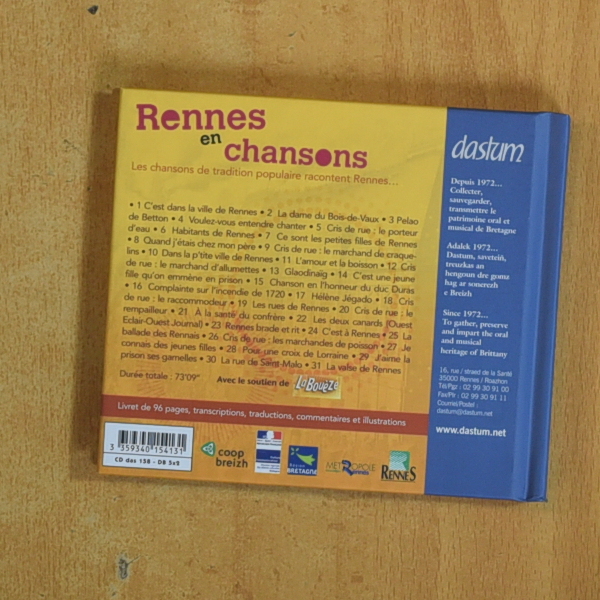 Rennes
en
chansons
Les chansons de tradition populaire racontent Rennes...
• 1 C'est dans la ville de Rennes • 2 La dame du Bois-de-Vaux • 3 Pelao
de Betton • 4 Voulez-vous entendre chanter • 5 Cris de rue : le porteur
d'eau • 6 Habitants de Rennes • 7 Ce sont les petites filles de Rennes
• 8 Quand j'étais chez mon père • 9 Cris de rue : le marchand de craque-
lins • 10 Dans la p'tite ville de Rennes • 11 L'amour et la boisson • 12 Cris
de rue : le marchand d'allumettes • 13 Glaodinaïg • 14 C'est une jeune
fille qu'on emmène en prison • 15 Chanson en l'honneur du duc Duras
• 16 Complainte sur l'incendie de 1720 • 17 Hélène Jégado • 18 Cris
de rue : le raccommodeur • 19 Les rues de Rennes • 20 Cris de rue : le
rempailleur • 21 À la santé du confrère • 22 Les deux canards (Ouest
Eclair-Ouest Journal) • 23 Rennes brade et rit • 24 C'est à Rennes • 25 La
ballade des Rennais • 26 Cris de rue : les marchandes de poisson • 27 Je
connais des jeunes filles • 28 Pour une croix de Lorraine • 29 J'aime la
prison ses gamelles • 30 La rue de Saint-Malo • 31 La valse de Rennes
Durée totale : 73'09" Avec le soutien de La Bouèze
Livret de 96 pages, transcriptions, traductions, commentaires et illustrations
3 359340 154131
CD das 158 - DB 3x2
coop
breizh
BRETAGNE
MÉTROPOLE
Rennes
RENNES
dastum
Depuis 1972...
Collecter,
sauvegarder,
transmettre le
patrimoine oral et
musical de Bretagne
Adalek 1972...
Dastum, saveteiñ,
treuzkas an
hengoun dre gomz
hag ar sonerezh
e Breizh
Since 1972...
To gather, preserve
and impart the oral
and musical
heritage of Brittany
16, rue / straed de la Santé
35000 Rennes / Roazhon
Tél/Pgz : 02 99 30 91 00
Fax/Plr : 02 99 30 91 11
Courriel/Postel :
dastum@dastum.net
www.dastum.net